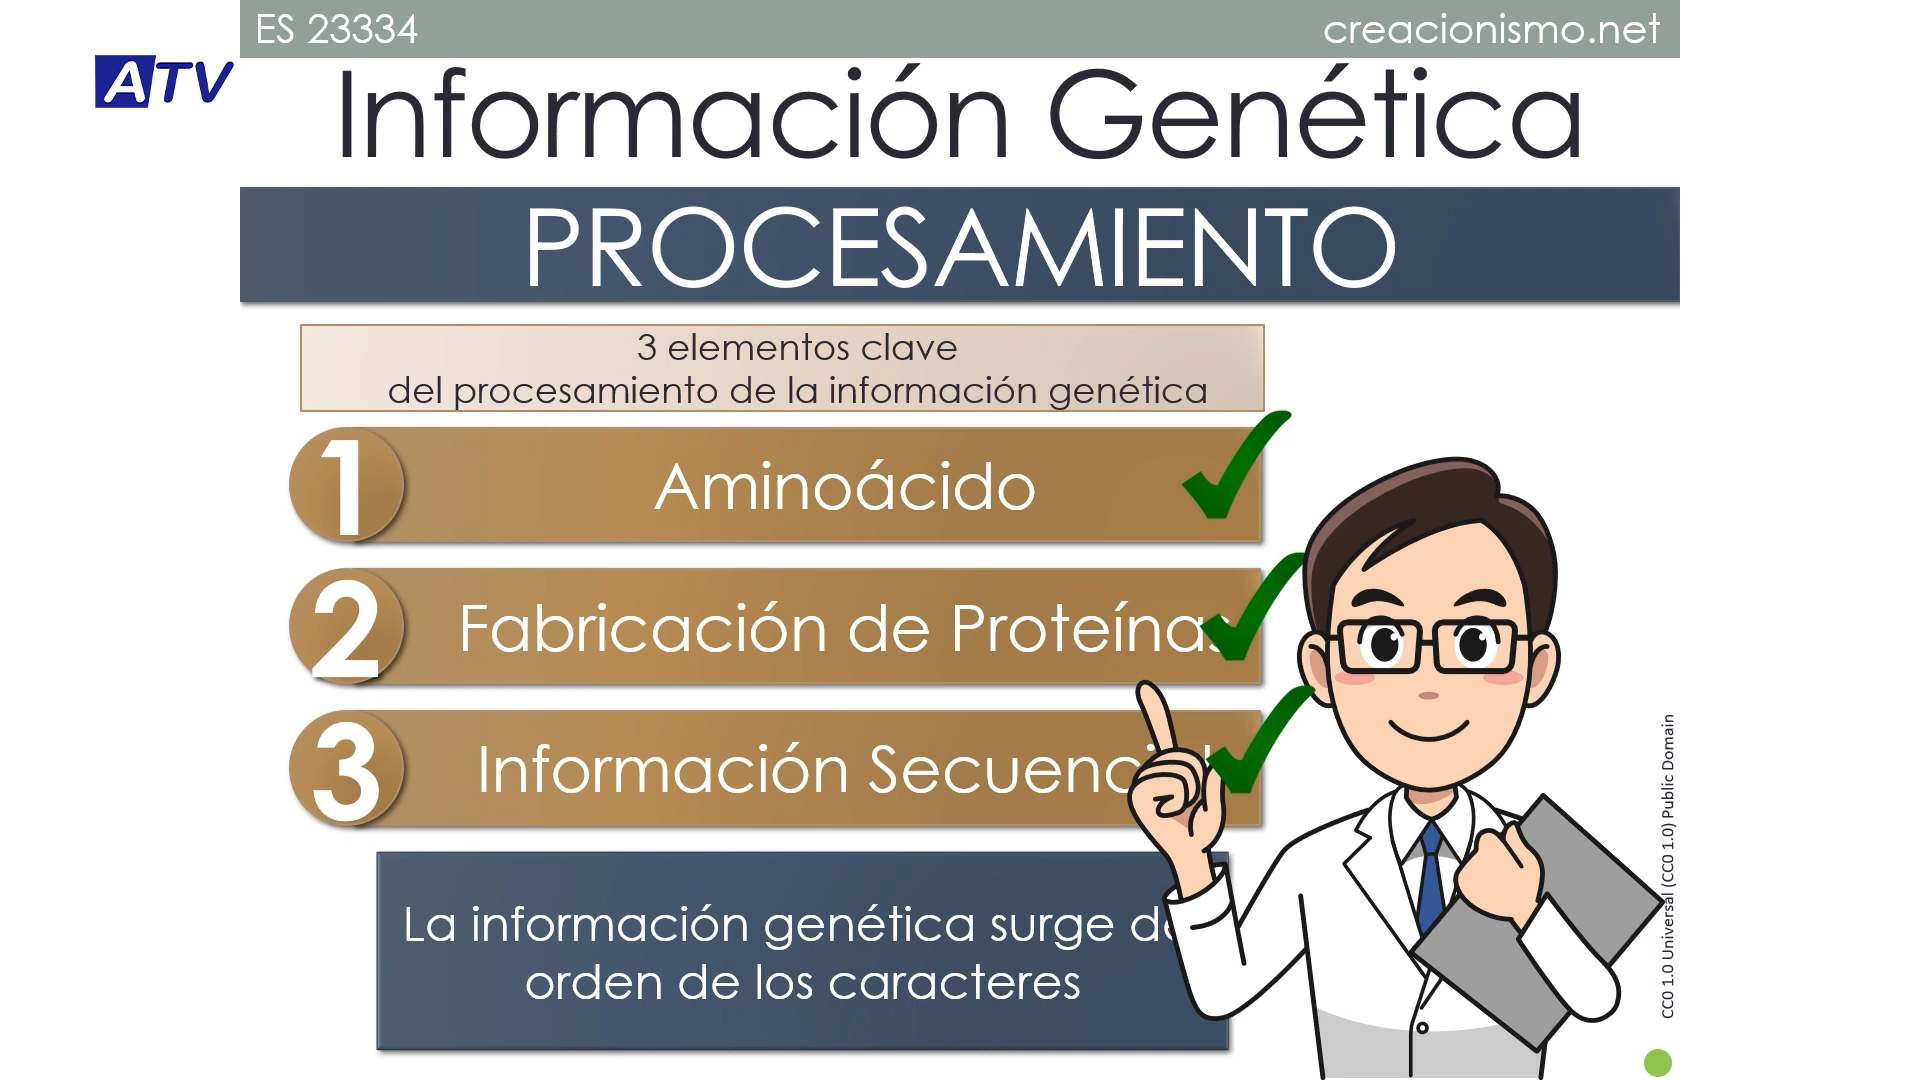 ES 23334
creacionismo.net
ATV
Información Genética
PROCESAMIENTO
3 elementos clave
del procesamiento de la información genética
1
Aminoácido
2
Fabricación de Proteínas
3
Información
La información genética surge
orden de los caracteres
CC0 1.0 Universal (CC0 1.0) Public Domain